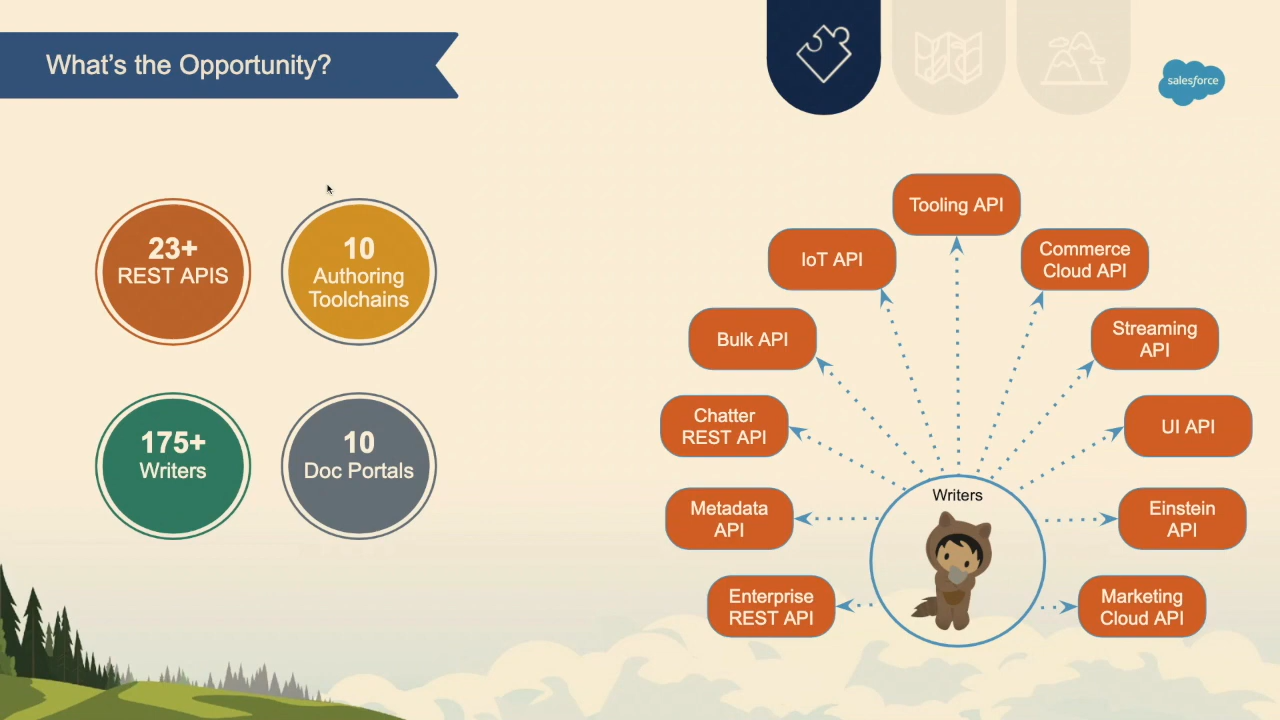 What's the Opportunity?
salesforce
23+
REST APIS
10
Authoring
Toolchains
175+
Writers
10
Doc Portals
Tooling API
IoT API
Commerce
Cloud API
Bulk API
Streaming
API
Chatter
REST API
UI API
Metadata
API
Writers
Einstein
API
Enterprise
REST API
Marketing
Cloud API